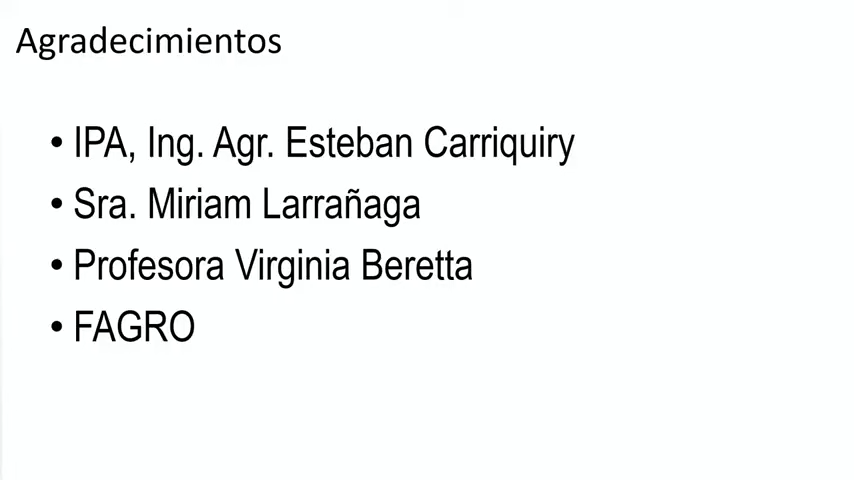 Agradecimientos
• IPA, Ing. Agr. Esteban Carriquiry
• Sra. Miriam Larrañaga
• Profesora Virginia Beretta
• FAGRO